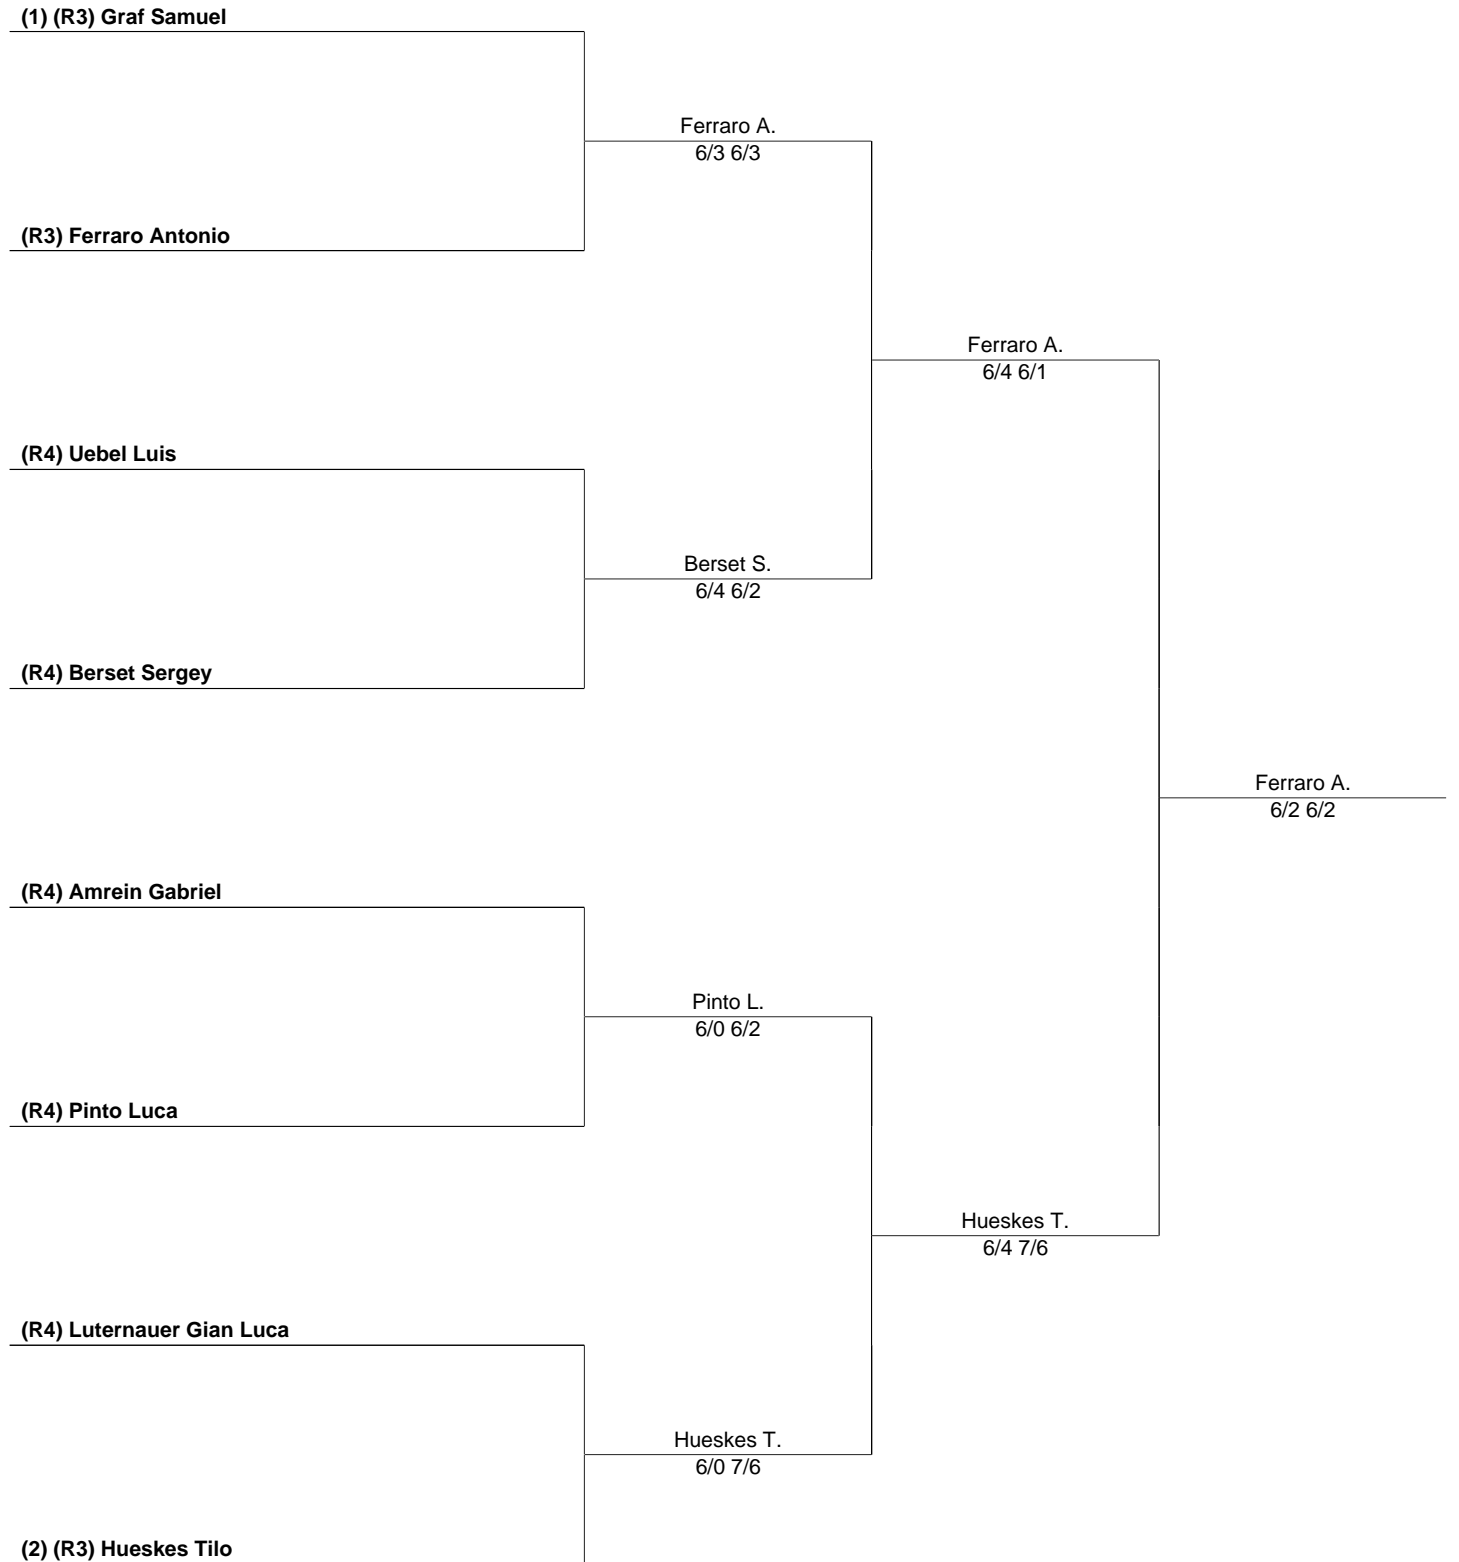 (1) (R3) Graf Samuel
Ferraro A.
6/3 6/3
(R3) Ferraro Antonio
Ferraro A.
6/4 6/1
(R4) Uebel Luis
Berset S.
6/4 6/2
(R4) Berset Sergey
Ferraro A.
6/2 6/2
(R4) Amrein Gabriel
Pinto L.
6/0 6/2
(R4) Pinto Luca
Hueskes T.
6/4 7/6
(R4) Luternauer Gian Luca
Hueskes T.
6/0 7/6
(2) (R3) Hueskes Tilo